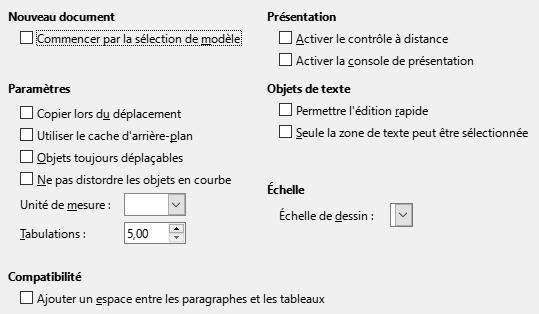 Nouveau document
Commencer par la sélection de modèle
Présentation
Activer le contrôle à distance
Activer la console de présentation
Paramètres
Copier lors du déplacement
Utiliser le cache d'arrière-plan
Objets toujours déplaçables
Ne pas distordre les objets en courbe
Unité de mesure :
Tabulations : 5,00
Objets de texte
Permettre l'édition rapide
Seule la zone de texte peut être sélectionnée
Échelle
Échelle de dessin :
Compatibilité
Ajouter un espace entre les paragraphes et les tableaux